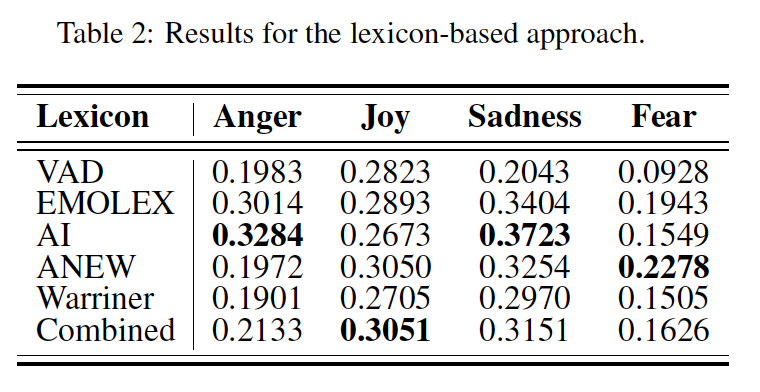 Table 2: Results for the lexicon-based approach.
Lexicon Anger Joy Sadness Fear
VAD 0.1983 0.2823 0.2043 0.0928
EMOLEX 0.3014 0.2893 0.3404 0.1943
AI 0.3284 0.2673 0.3723 0.1549
ANEW 0.1972 0.3050 0.3254 0.2278
Warriner 0.1901 0.2705 0.2970 0.1505
Combined 0.2133 0.3051 0.3151 0.1626